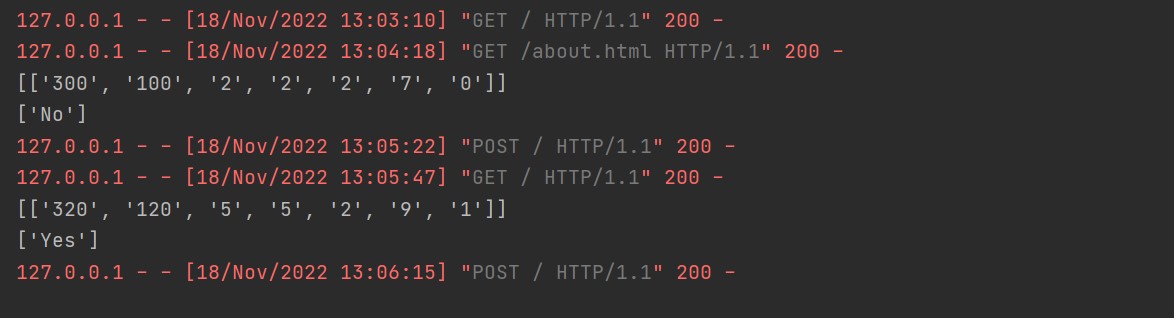 127.0.0.1 - - [18/Nov/2022 13:03:10] "GET / HTTP/1.1" 200 -
127.0.0.1 - - [18/Nov/2022 13:04:18] "GET /about.html HTTP/1.1" 200 -
[['300', '100', '2', '2', '2', '7', '0']]
['No']
127.0.0.1 - - [18/Nov/2022 13:05:22] "POST / HTTP/1.1" 200 -
127.0.0.1 - - [18/Nov/2022 13:05:47] "GET / HTTP/1.1" 200 -
[['320', '120', '5', '5', '2', '9', '1']]
['Yes']
127.0.0.1 - - [18/Nov/2022 13:06:15] "POST / HTTP/1.1" 200 -